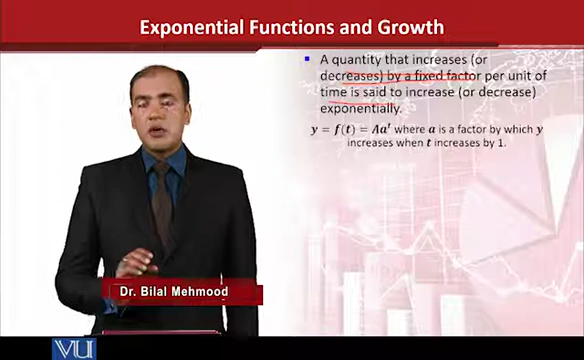 Exponential Functions and Growth
A quantity that increases (or
decreases) by a fixed factor per unit of
time is said to increase (or decrease)
exponentially.
y = f(t) = Aaᵗ where a is a factor by which y
increases when t increases by 1.
Dr. Bilal Mehmood
VU